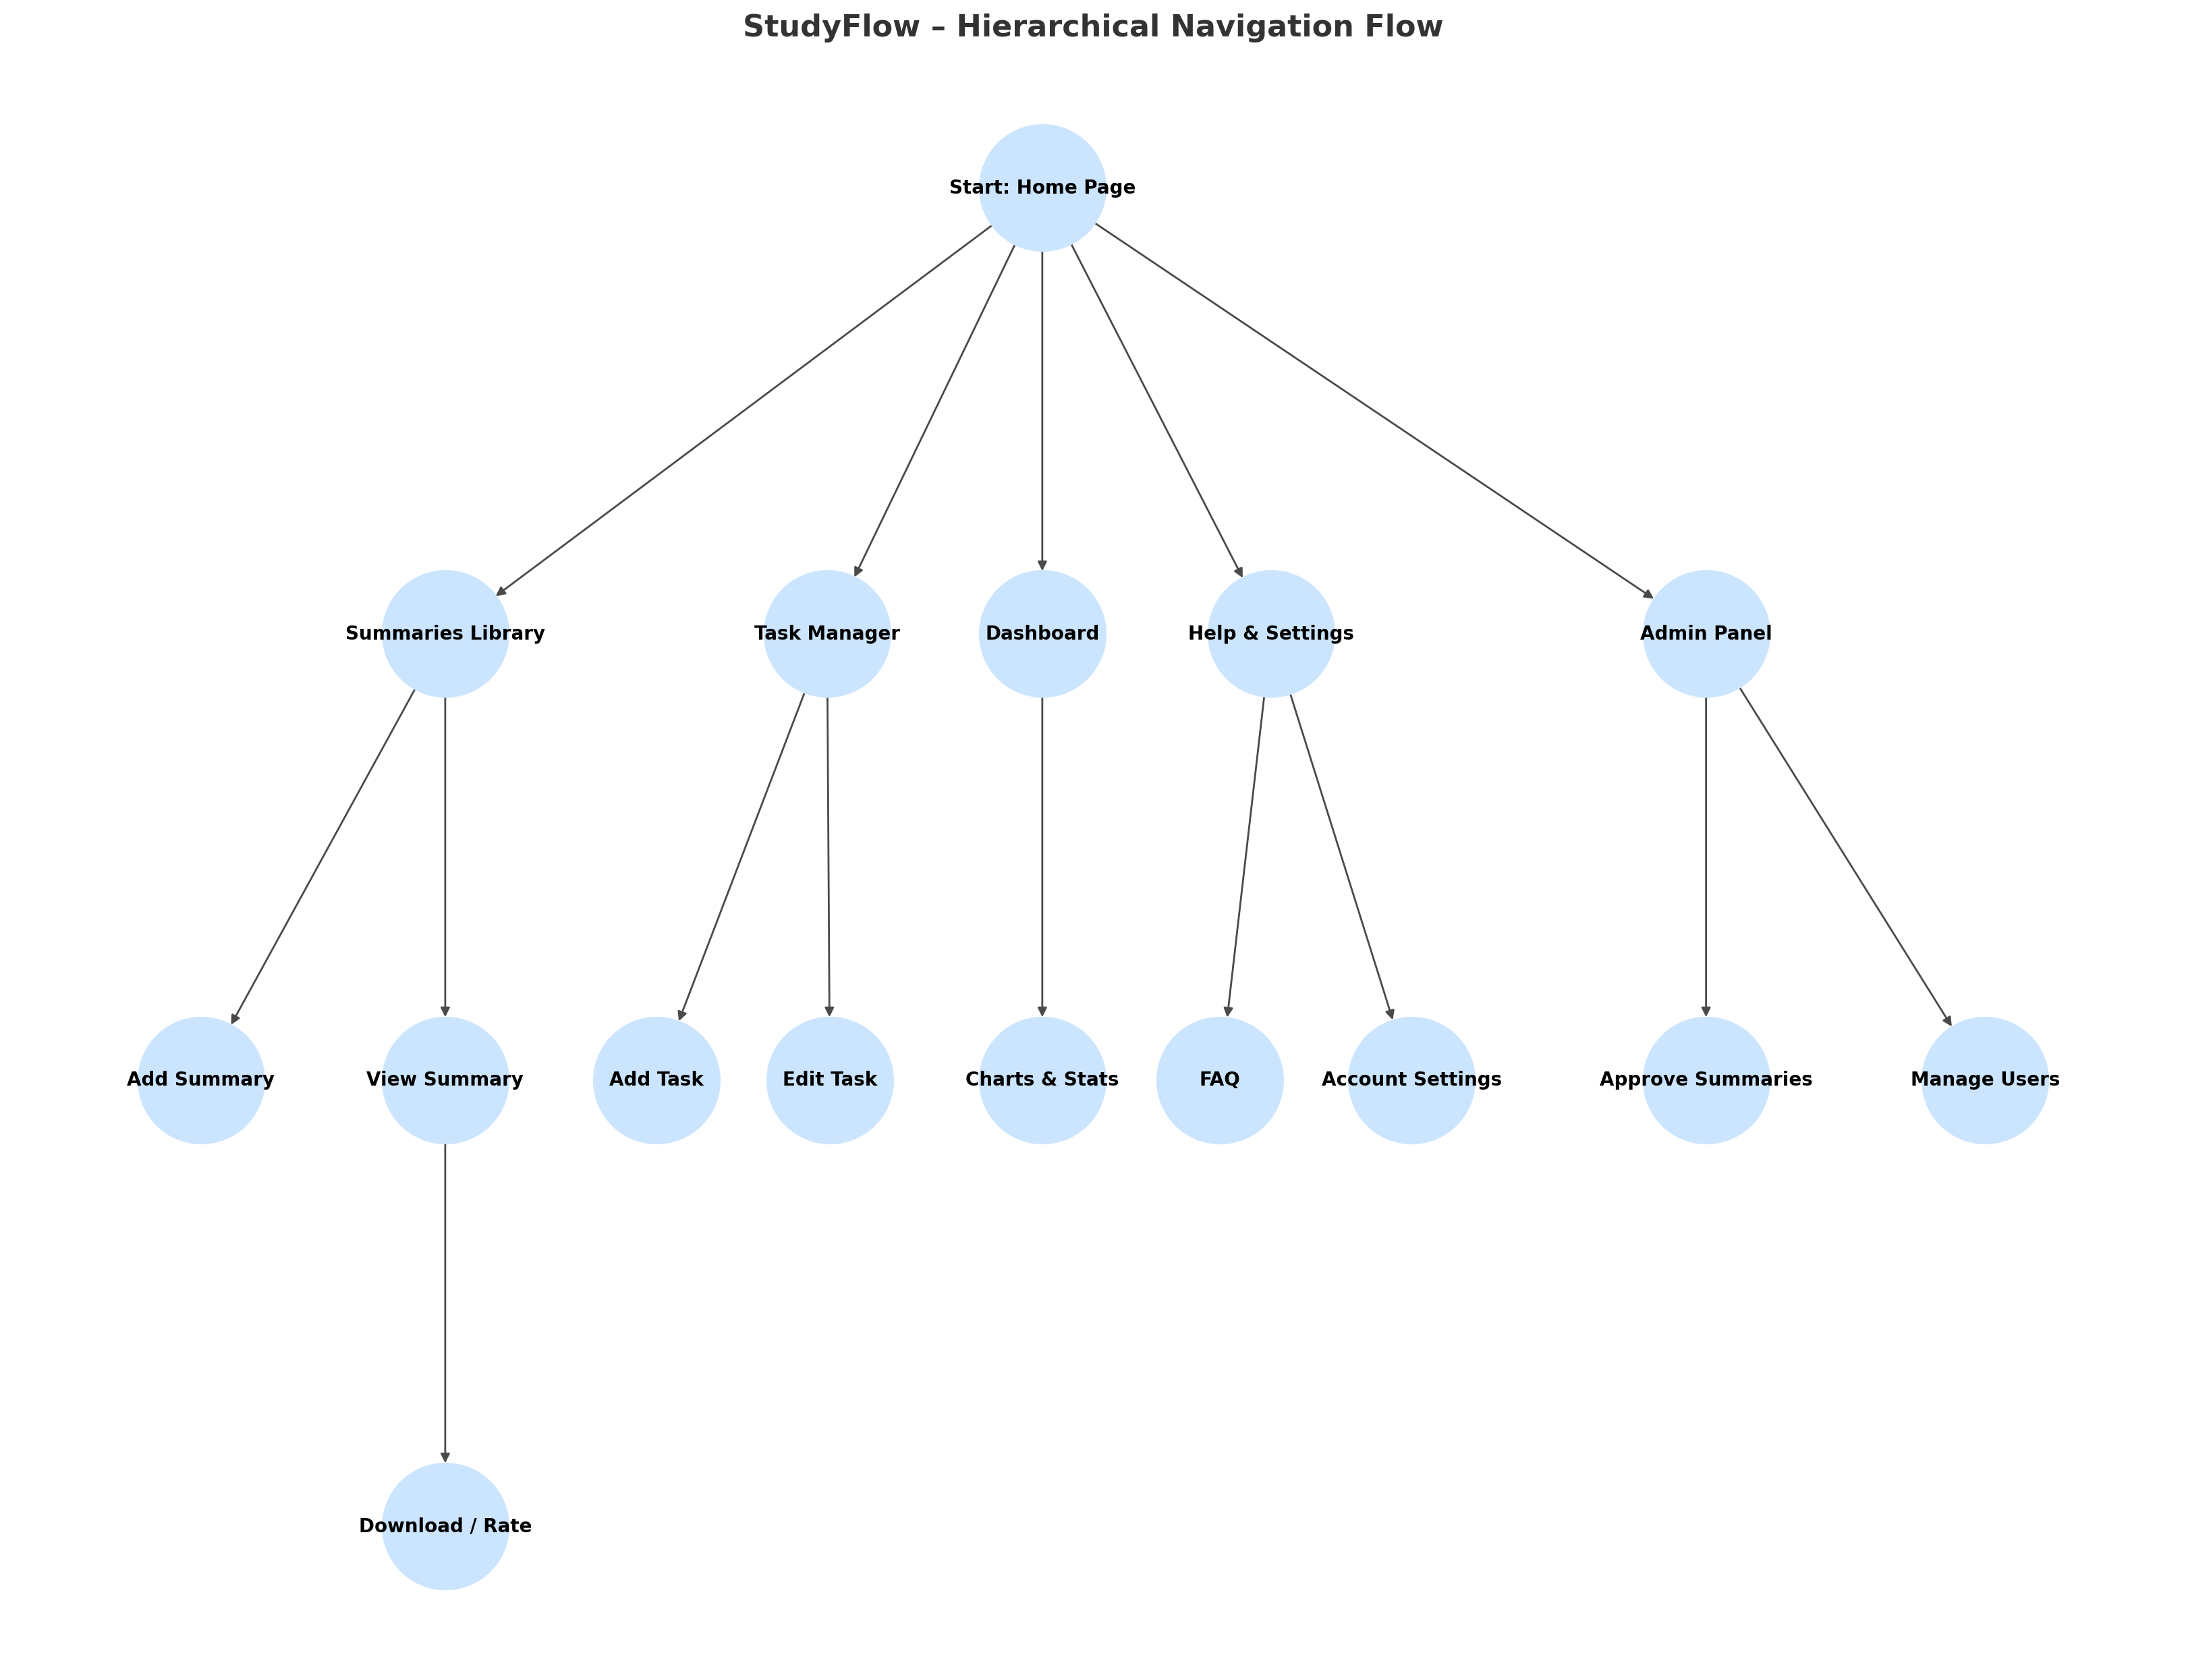 StudyFlow – Hierarchical Navigation Flow
Start: Home Page
Summaries Library
Task Manager
Dashboard
Help & Settings
Admin Panel
Add Summary
View Summary
Add Task
Edit Task
Charts & Stats
FAQ
Account Settings
Approve Summaries
Manage Users
Download / Rate